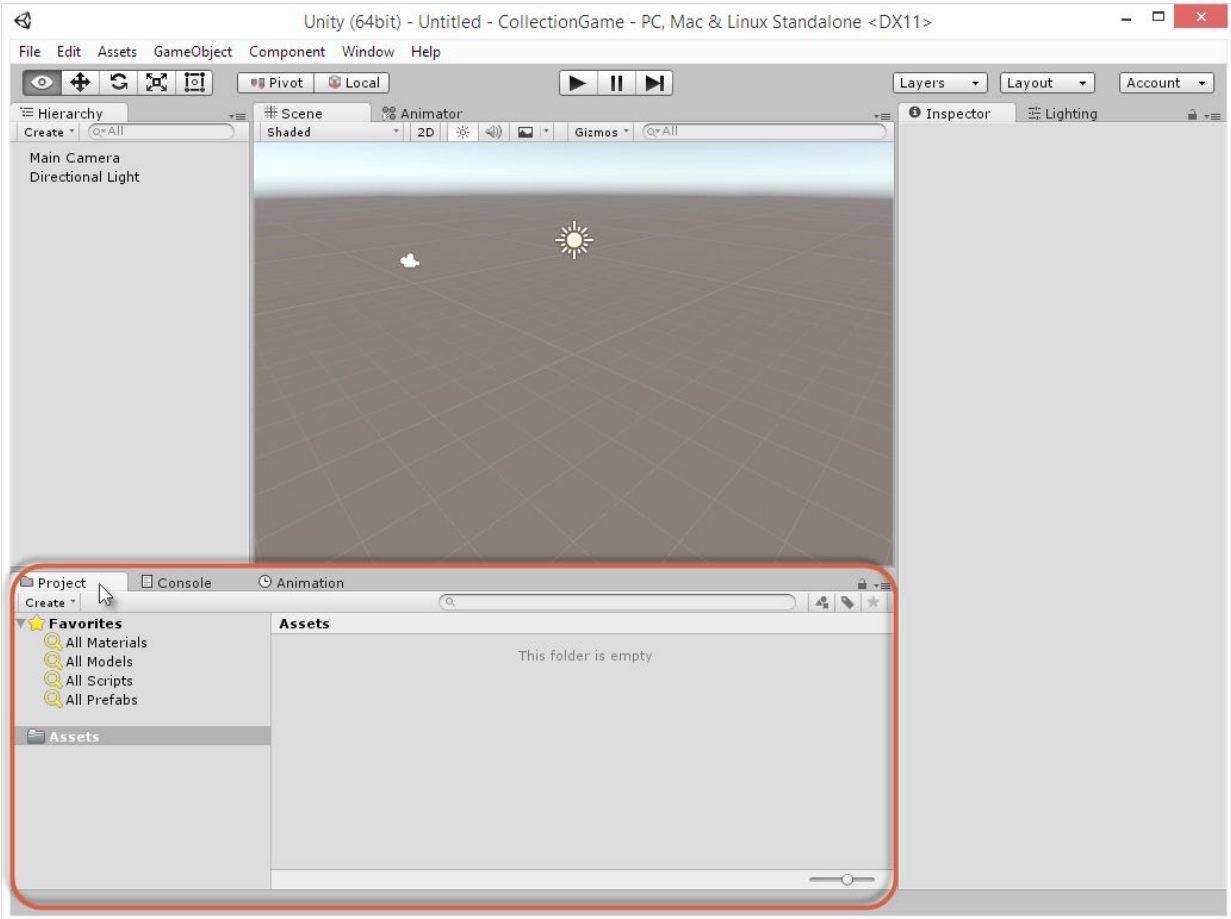 Unity (64bit) - Untitled - CollectionGame - PC, Mac & Linux Standalone <DX11>
File Edit Assets GameObject Component Window Help
Pivot Local Layers Layout Account
Hierarchy # Scene Animator Inspector Lighting
Create All Shaded 2D Gizmos All
Main Camera
Directional Light
Project Console Animation
Create
Favorites Assets
All Materials
This folder is empty
All Models
All Scripts
All Prefabs
Assets